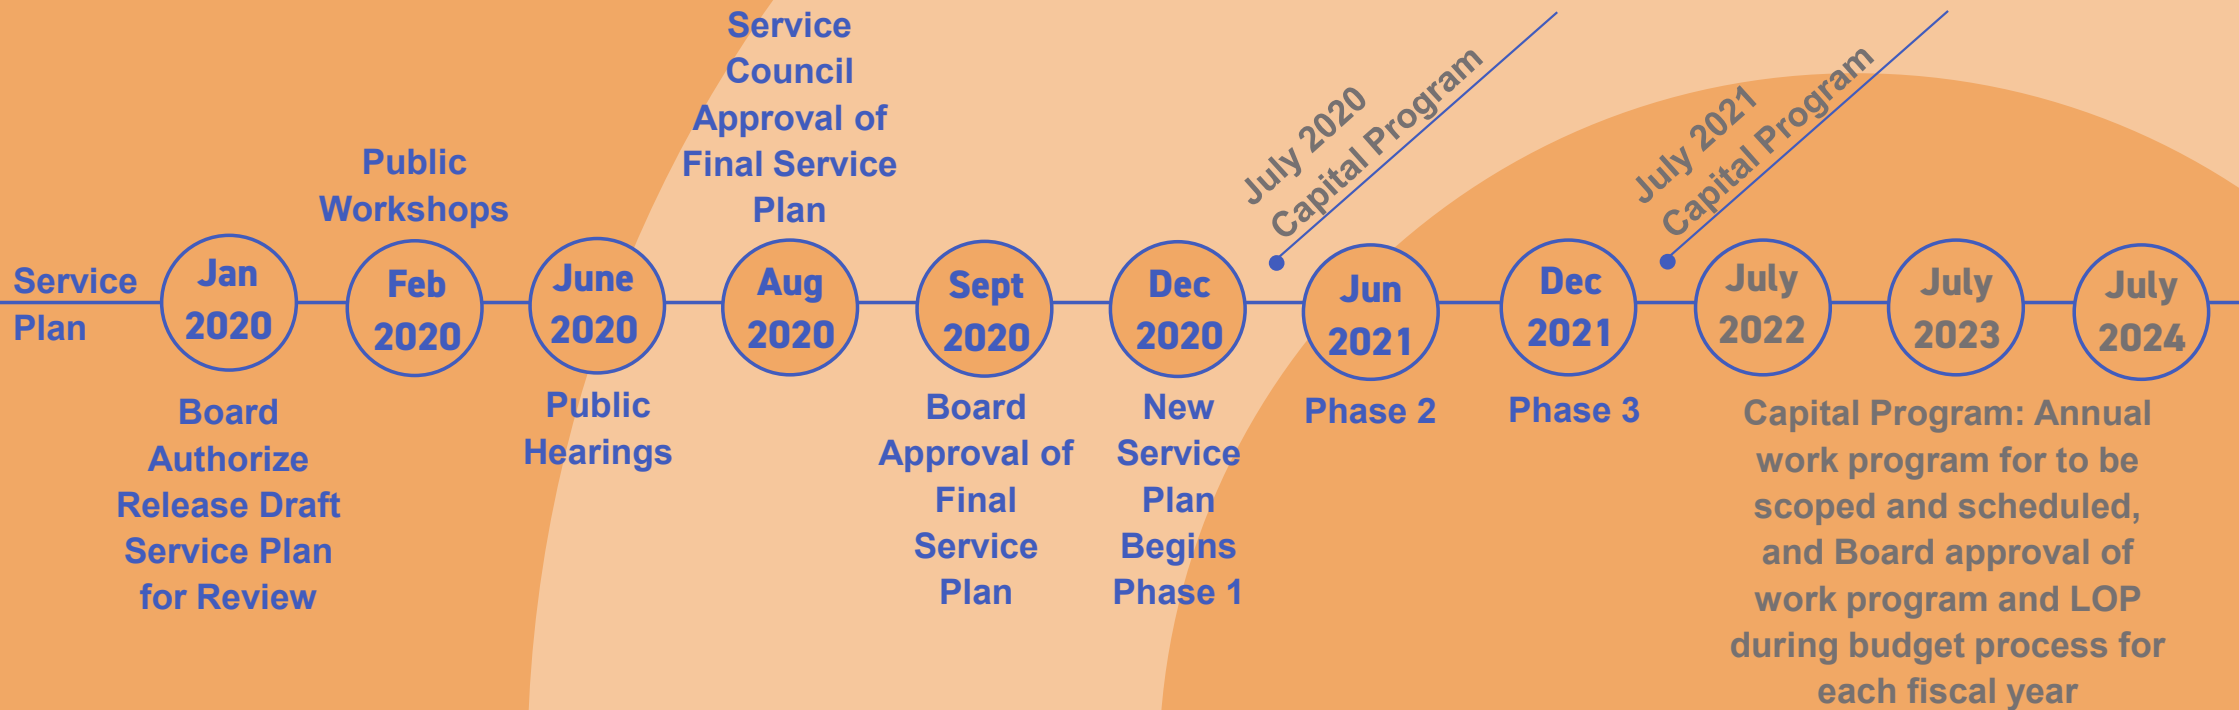 Service
Plan
Jan
2020
Board
Authorize
Release Draft
Service Plan
for Review
Public
Workshops
Feb
2020
June
2020
Public
Hearings
Service
Council
Approval of
Final Service
Plan
Aug
2020
Sept
2020
Board
Approval of
Final
Service
Plan
Dec
2020
New
Service
Plan
Begins
Phase 1
July 2020
Capital Program
Jun
2021
Phase 2
Dec
2021
Phase 3
July 2021
Capital Program
July
2022
July
2023
July
2024
Capital Program: Annual
work program for to be
scoped and scheduled,
and Board approval of
work program and LOP
during budget process for
each fiscal year